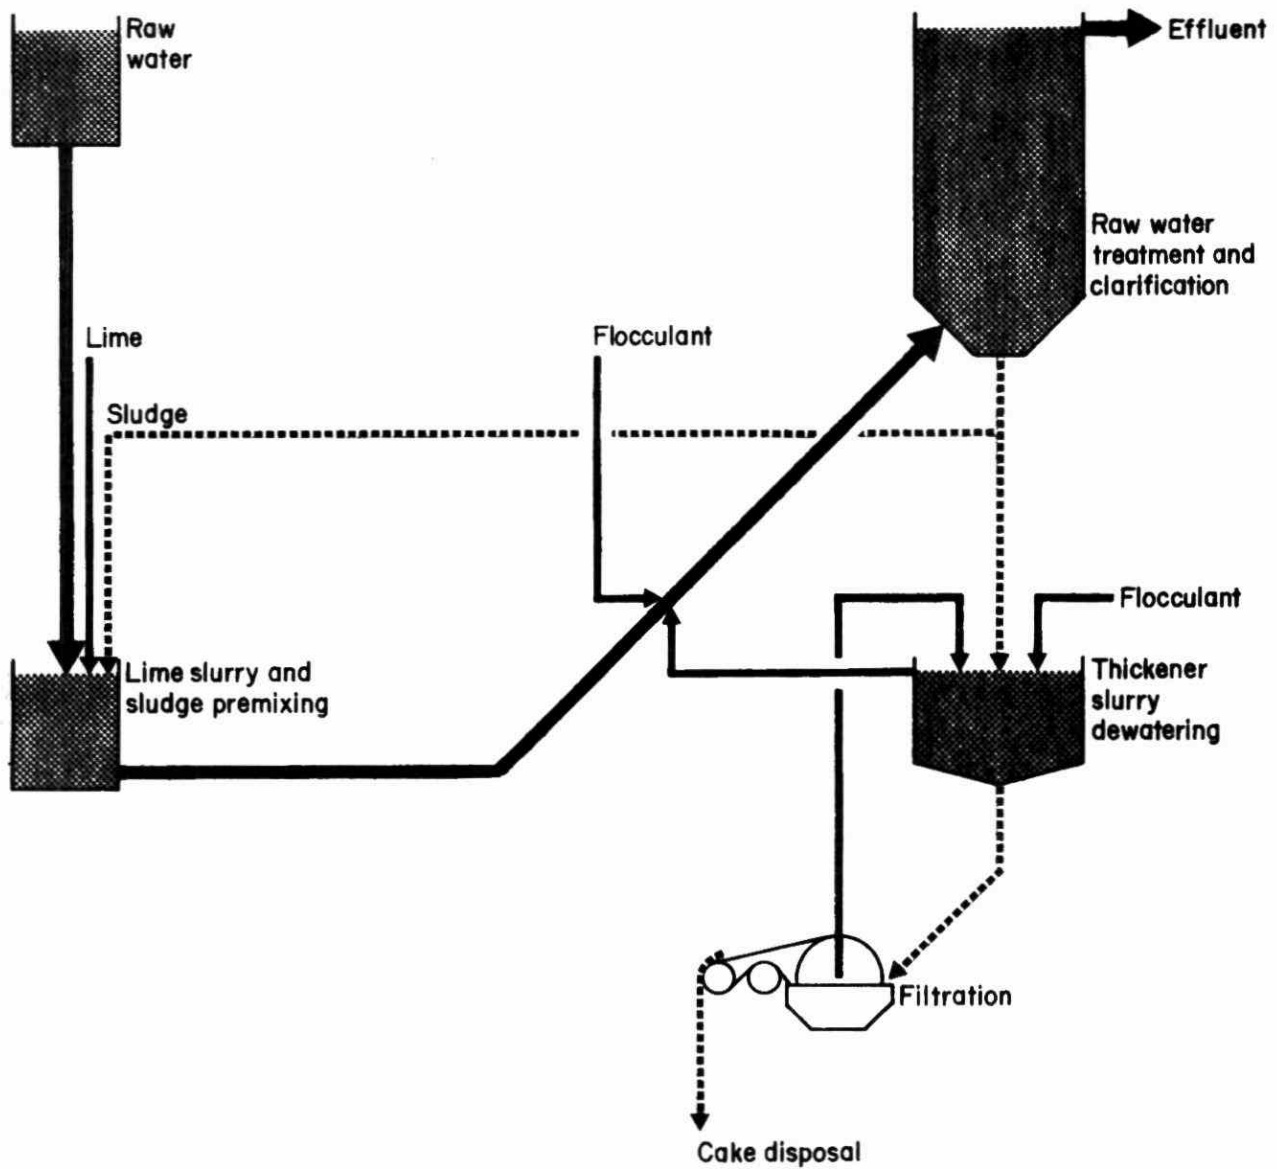 Raw
water
Effluent
Raw water
treatment and
clarification
Lime
Flocculant
Sludge
Flocculant
Lime slurry and
sludge premixing
Thickener
slurry
dewatering
Filtration
Cake disposal